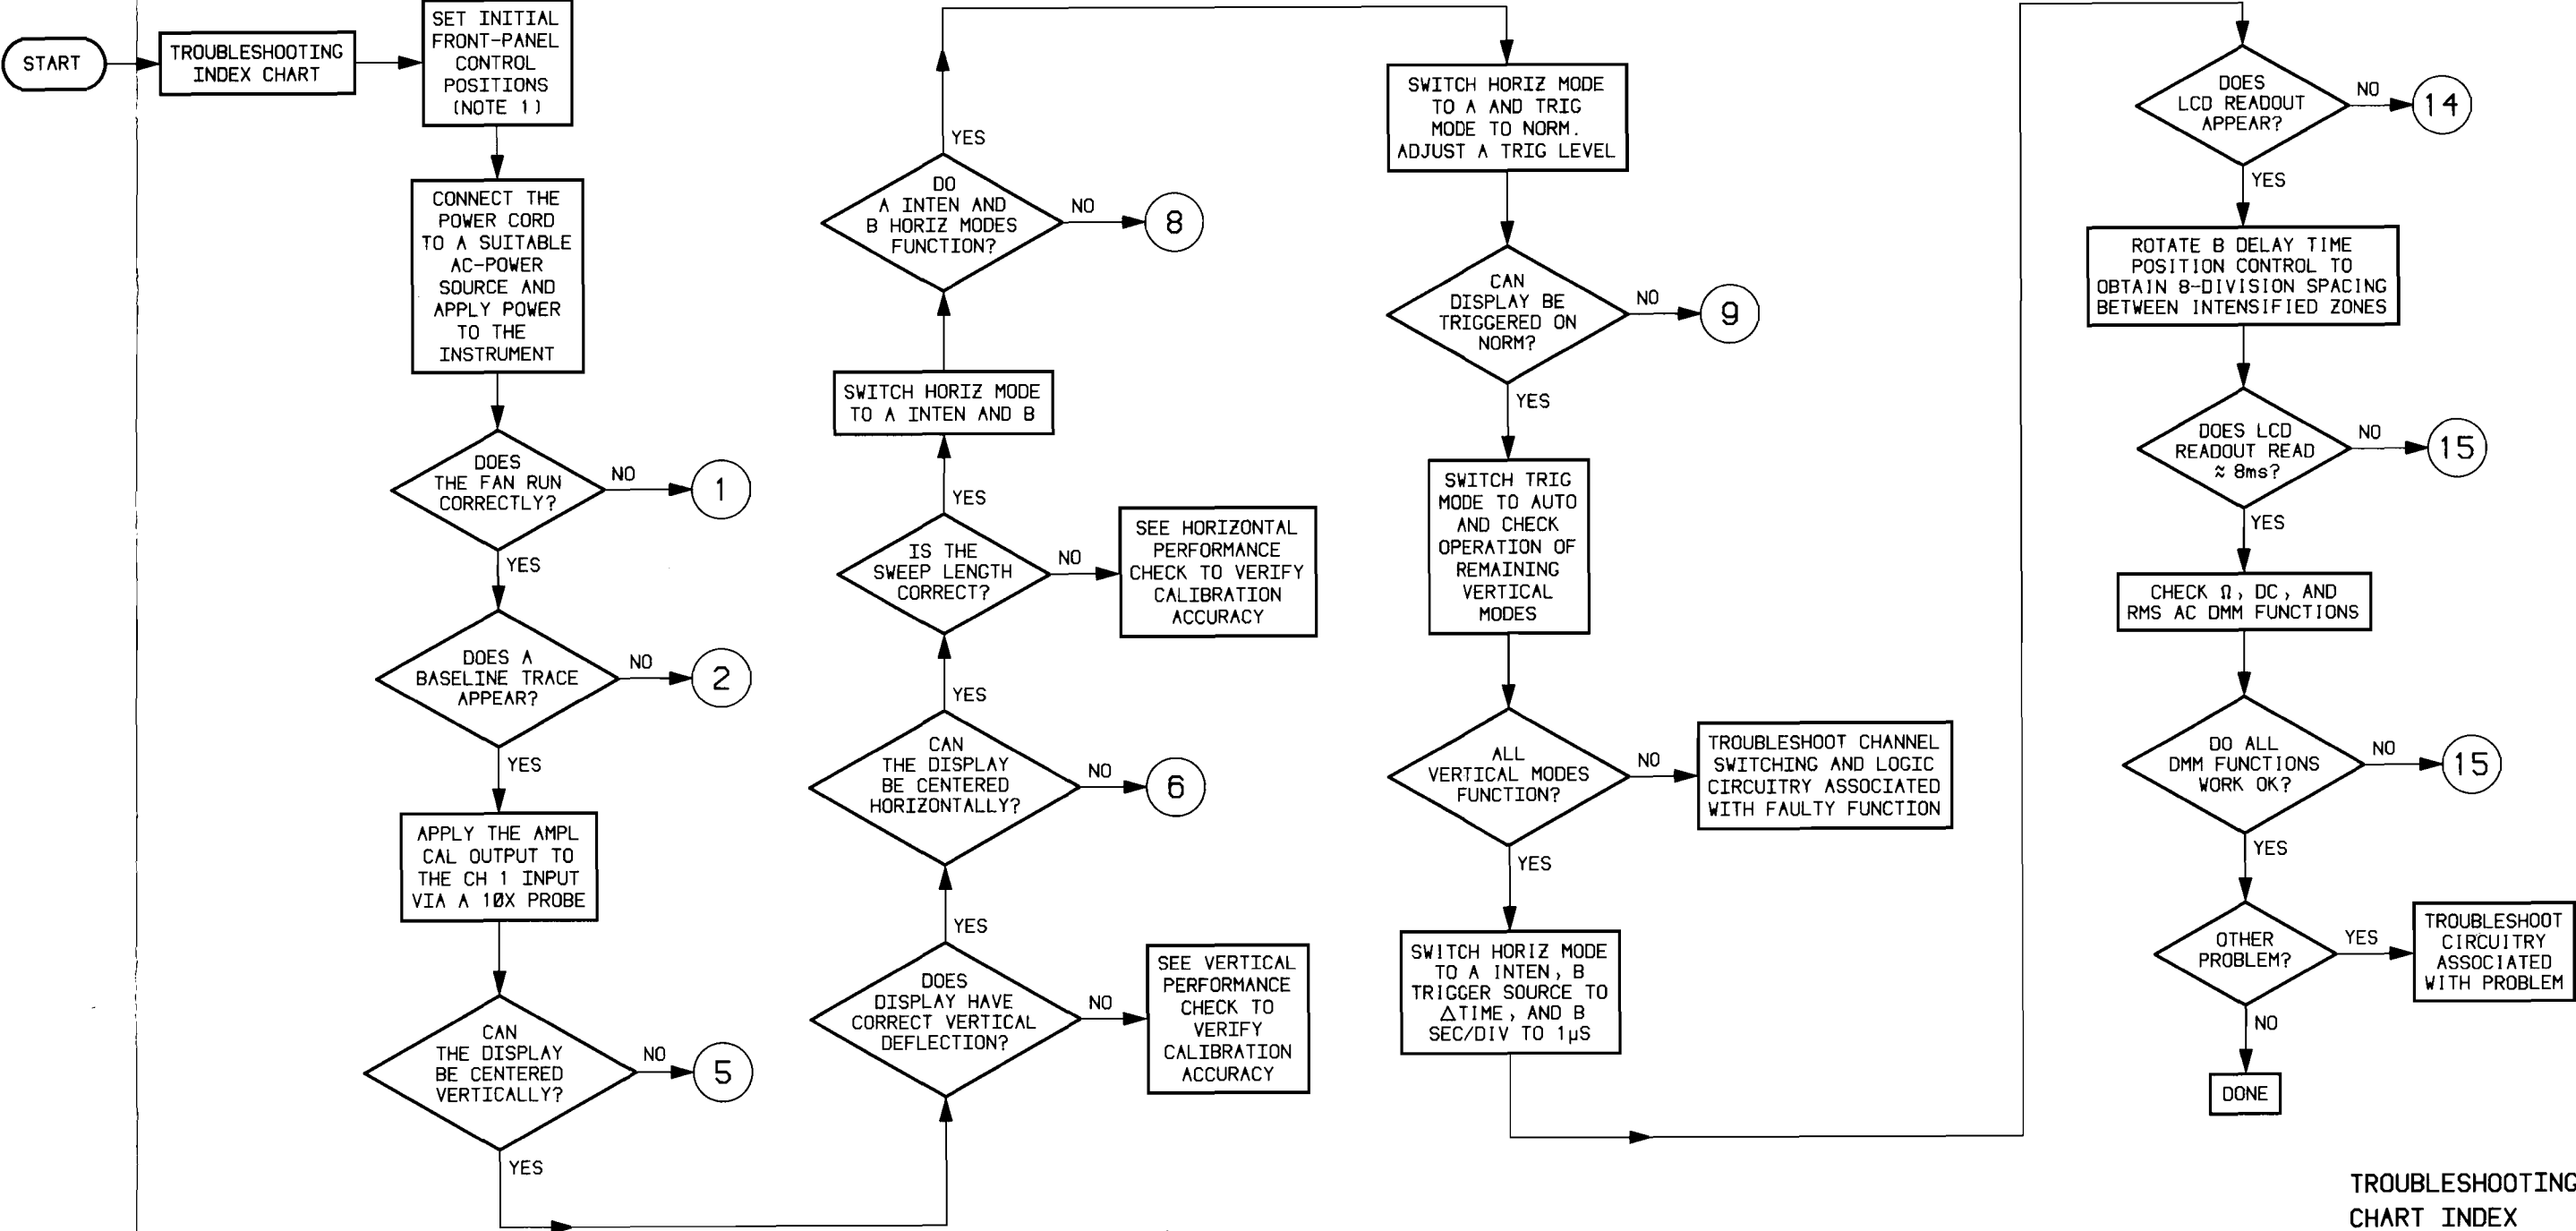 START
TROUBLESHOOTING
INDEX CHART
SET INITIAL
FRONT-PANEL
CONTROL
POSITIONS
(NOTE 1)
CONNECT THE
POWER CORD
TO A SUITABLE
AC-POWER
SOURCE AND
APPLY POWER
TO THE
INSTRUMENT
DOES
THE FAN RUN
CORRECTLY?
NO
1
YES
DOES A
BASELINE TRACE
APPEAR?
NO
2
YES
APPLY THE AMPL
CAL OUTPUT TO
THE CH 1 INPUT
VIA A 10X PROBE
CAN
THE DISPLAY
BE CENTERED
VERTICALLY?
NO
5
YES
DOES
DISPLAY HAVE
CORRECT VERTICAL
DEFLECTION?
NO
SEE VERTICAL
PERFORMANCE
CHECK TO
VERIFY
CALIBRATION
ACCURACY
YES
CAN
THE DISPLAY
BE CENTERED
HORIZONTALLY?
NO
6
YES
IS THE
SWEEP LENGTH
CORRECT?
NO
SEE HORIZONTAL
PERFORMANCE
CHECK TO VERIFY
CALIBRATION
ACCURACY
YES
SWITCH HORIZ MODE
TO A INTEN AND B
DO
A INTEN AND
B HORIZ MODES
FUNCTION?
NO
8
YES
SWITCH HORIZ MODE
TO A AND TRIG
MODE TO NORM.
ADJUST A TRIG LEVEL
CAN
DISPLAY BE
TRIGGERED ON
NORM?
NO
9
YES
SWITCH TRIG
MODE TO AUTO
AND CHECK
OPERATION OF
REMAINING
VERTICAL
MODES
ALL
VERTICAL MODES
FUNCTION?
NO
TROUBLESHOOT CHANNEL
SWITCHING AND LOGIC
CIRCUITRY ASSOCIATED
WITH FAULTY FUNCTION
YES
SWITCH HORIZ MODE
TO A INTEN, B
TRIGGER SOURCE TO
△TIME, AND B
SEC/DIV TO 1µS
DOES
LCD READOUT
APPEAR?
NO
14
YES
ROTATE B DELAY TIME
POSITION CONTROL TO
OBTAIN 8-DIVISION SPACING
BETWEEN INTENSIFIED ZONES
DOES LCD
READOUT READ
≈ 8ms?
NO
15
YES
CHECK Ω, DC, AND
RMS AC DMM FUNCTIONS
DO ALL
DMM FUNCTIONS
WORK OK?
NO
15
YES
OTHER
PROBLEM?
YES
TROUBLESHOOT
CIRCUITRY
ASSOCIATED
WITH PROBLEM
NO
DONE
TROUBLESHOOTING
CHART INDEX